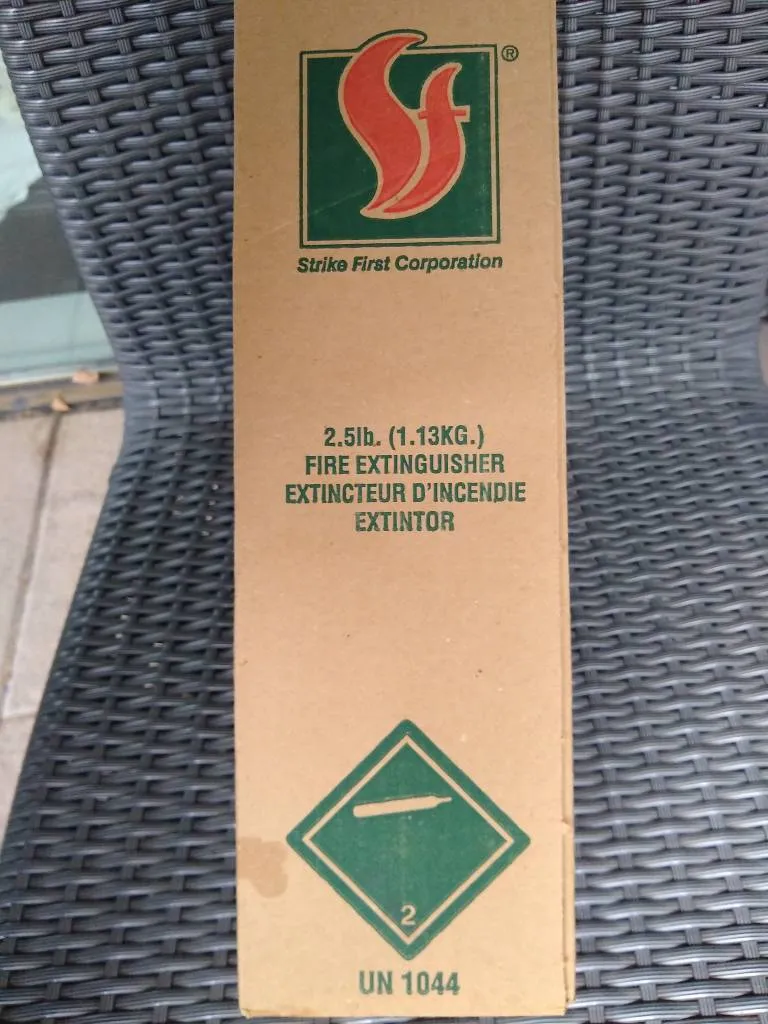 ®
Strike First Corporation
2.5lb. (1.13KG.)
FIRE EXTINGUISHER
EXTINCTEUR D'INCENDIE
EXTINTOR
2
UN 1044